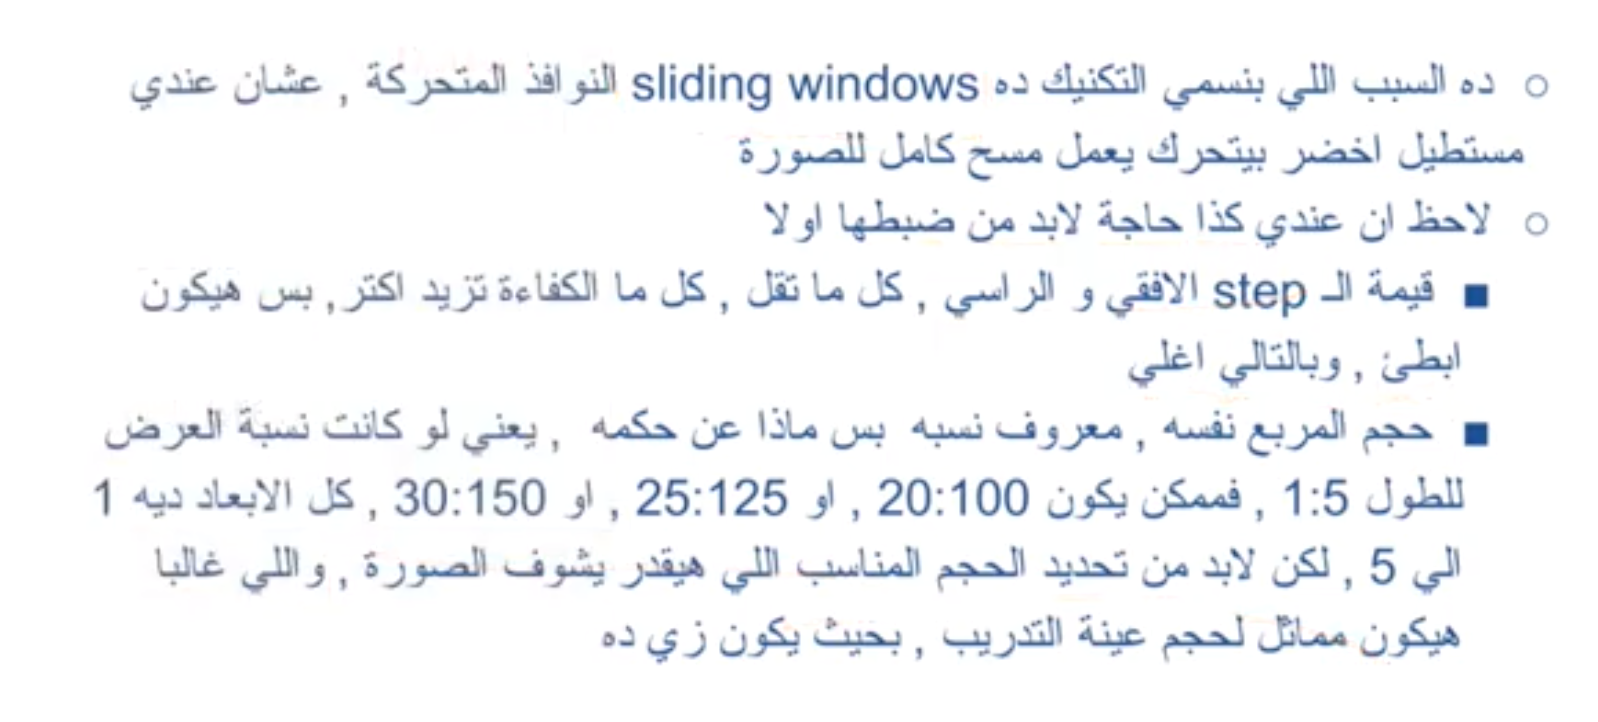 ○ ده السبب اللي بنسمي التكنيك ده sliding windows النوافذ المتحركة , عشان عندي
مستطيل اخضر بيتحرك يعمل مسح كامل للصورة
○ لاحظ ان عندي كذا حاجة لابد من ضبطها اولا
■ قيمة الـ step الافقي و الراسي , كل ما تقل , كل ما الكفاءة تزيد اكتر , بس هيكون
ابطئ , وبالتالي اغلي
■ حجم المربع نفسه , معروف نسبه بس ماذا عن حكمه , يعني لو كانت نسبة العرض
للطول 1:5 , فممكن يكون 20:100 , او 25:125 , او 30:150 , كل الابعاد ديه 1
الي 5 , لكن لابد من تحديد الحجم المناسب اللي هيقدر يشوف الصورة , و اللي غالبا
هيكون مماثل لحجم عينة التدريب , بحيث يكون زي ده